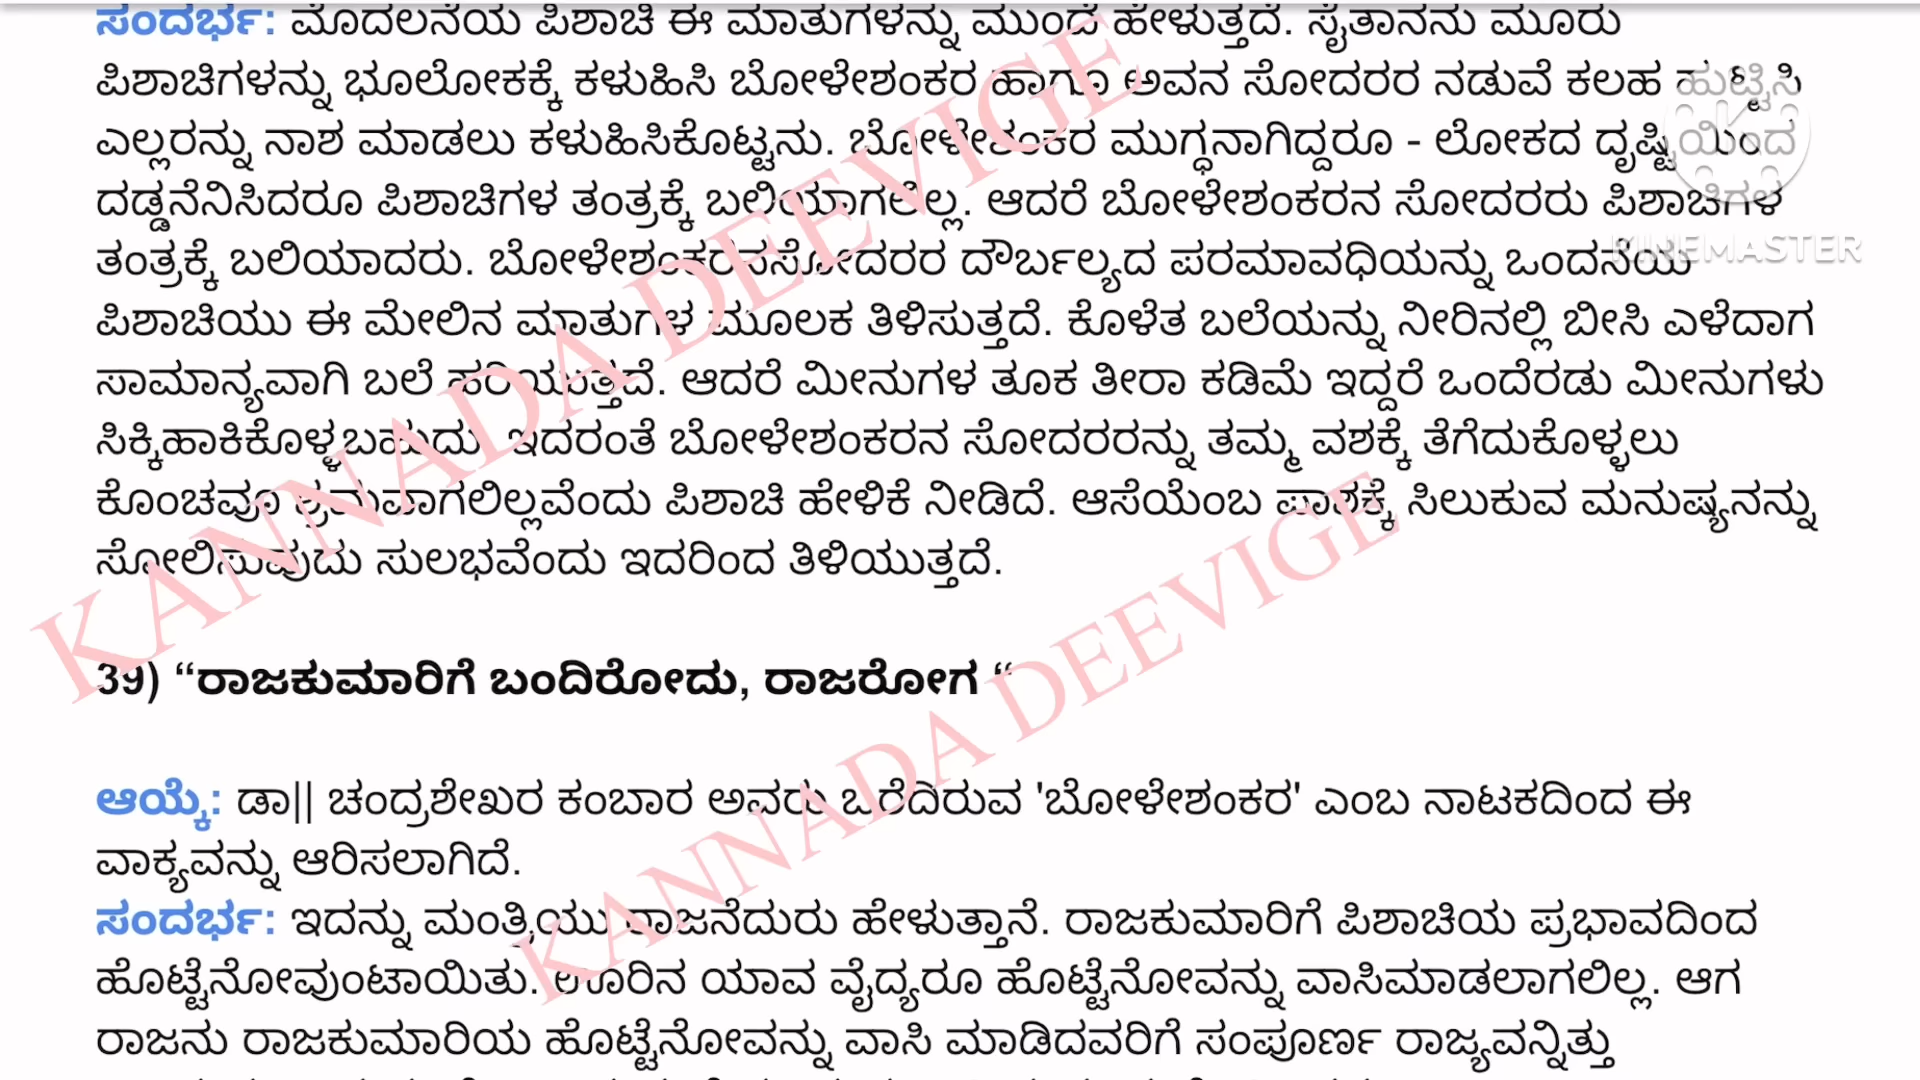 ಸಂದರ್ಭ: ಮೊದಲನೆಯ ಪಿಶಾಚಿ ಈ ಮಾತುಗಳನ್ನು ಮುಂದೆ ಹೇಳುತ್ತದೆ. ಸೈತಾನನು ಮೂರು
ಪಿಶಾಚಿಗಳನ್ನು ಭೂಲೋಕಕ್ಕೆ ಕಳುಹಿಸಿ ಬೋಳೇಶಂಕರ ಹಾಗೂ ಅವನ ಸೋದರರ ನಡುವೆ ಕಲಹ ಹುಟ್ಟಿಸಿ
ಎಲ್ಲರನ್ನು ನಾಶ ಮಾಡಲು ಕಳುಹಿಸಿಕೊಟ್ಟನು. ಬೋಳೇಶಂಕರ ಮುಗ್ಧನಾಗಿದ್ದರೂ - ಲೋಕದ ದೃಷ್ಟಿಯಿಂದ
ದಡ್ಡನೆನಿಸಿದರೂ ಪಿಶಾಚಿಗಳ ತಂತ್ರಕ್ಕೆ ಬಲಿಯಾಗಲಿಲ್ಲ. ಆದರೆ ಬೋಳೇಶಂಕರನ ಸೋದರರು ಪಿಶಾಚಿಗಳ
KINEMASTER
ತಂತ್ರಕ್ಕೆ ಬಲಿಯಾದರು. ಬೋಳೇಶಂಕರನಸೋದರರ ದೌರ್ಬಲ್ಯದ ಪರಮಾವಧಿಯನ್ನು ಒಂದನೆಯ
ಪಿಶಾಚಿಯು ಈ ಮೇಲಿನ ಮಾತುಗಳ ಮೂಲಕ ತಿಳಿಸುತ್ತದೆ. ಕೊಳೆತ ಬಲೆಯನ್ನು ನೀರಿನಲ್ಲಿ ಬೀಸಿ ಎಳೆದಾಗ
ಸಾಮಾನ್ಯವಾಗಿ ಬಲೆ ಹರಿಯುತ್ತದೆ. ಆದರೆ ಮೀನುಗಳ ತೂಕ ತೀರಾ ಕಡಿಮೆ ಇದ್ದರೆ ಒಂದೆರಡು ಮೀನುಗಳು
ಸಿಕ್ಕಿಹಾಕಿಕೊಳ್ಳಬಹುದು ಇದರಂತೆ ಬೋಳೇಶಂಕರನ ಸೋದರರನ್ನು ತಮ್ಮ ವಶಕ್ಕೆ ತೆಗೆದುಕೊಳ್ಳಲು
ಕೊಂಚವೂ ಶ್ರಮವಾಗಲಿಲ್ಲವೆಂದು ಪಿಶಾಚಿ ಹೇಳಿಕೆ ನೀಡಿದೆ. ಆಸೆಯೆಂಬ ಪಾಶಕ್ಕೆ ಸಿಲುಕುವ ಮನುಷ್ಯನನ್ನು
ಸೋಲಿಸುವುದು ಸುಲಭವೆಂದು ಇದರಿಂದ ತಿಳಿಯುತ್ತದೆ.
KANNADA DEEVIGE
39) “ರಾಜಕುಮಾರಿಗೆ ಬಂದಿರೋದು, ರಾಜರೋಗ “
ಆಯ್ಕೆ: ಡಾ|| ಚಂದ್ರಶೇಖರ ಕಂಬಾರ ಅವರು ಬರೆದಿರುವ 'ಬೋಳೇಶಂಕರ' ಎಂಬ ನಾಟಕದಿಂದ ಈ
ವಾಕ್ಯವನ್ನು ಆರಿಸಲಾಗಿದೆ.
KANNADA DEEVIGE
ಸಂದರ್ಭ: ಇದನ್ನು ಮಂತ್ರಿಯು ರಾಜನೆದುರು ಹೇಳುತ್ತಾನೆ. ರಾಜಕುಮಾರಿಗೆ ಪಿಶಾಚಿಯ ಪ್ರಭಾವದಿಂದ
ಹೊಟ್ಟೆನೋವುಂಟಾಯಿತು. ಊರಿನ ಯಾವ ವೈದ್ಯರೂ ಹೊಟ್ಟೆನೋವನ್ನು ವಾಸಿಮಾಡಲಾಗಲಿಲ್ಲ. ಆಗ
ರಾಜನು ರಾಜಕುಮಾರಿಯ ಹೊಟ್ಟೆನೋವನ್ನು ವಾಸಿ ಮಾಡಿದವರಿಗೆ ಸಂಪೂರ್ಣ ರಾಜ್ಯವನ್ನಿತ್ತು